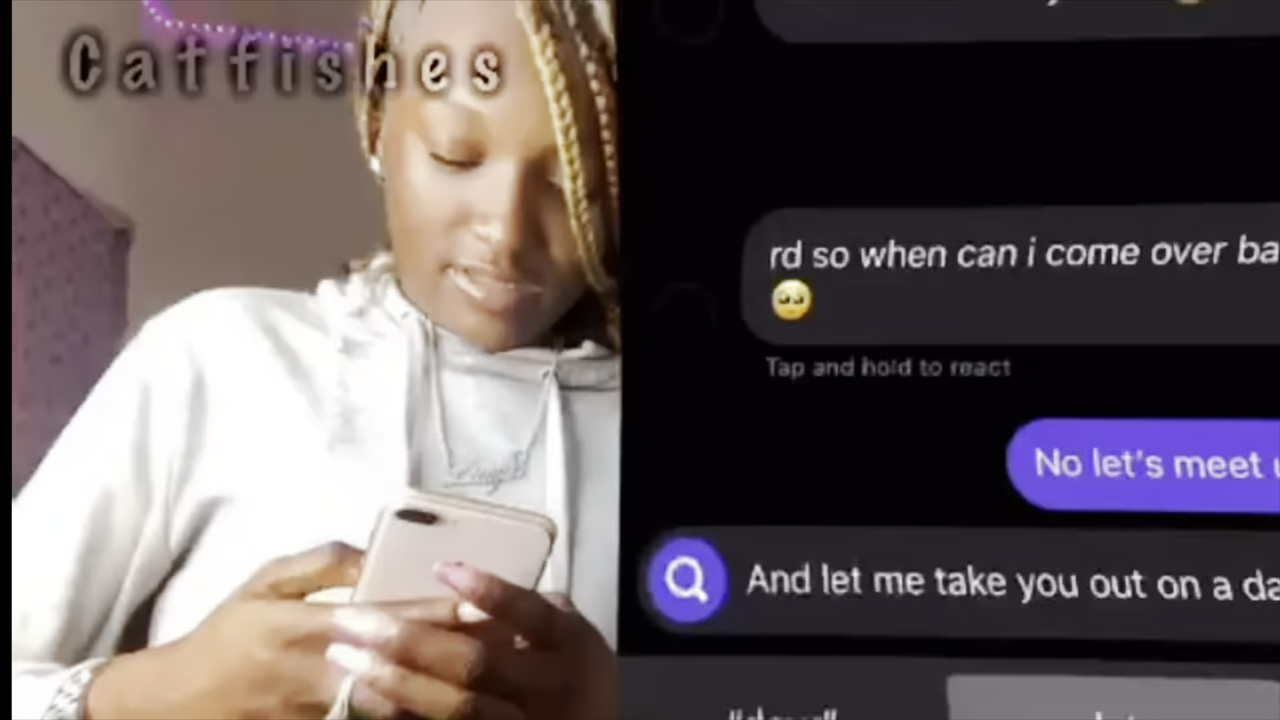 Catfishes
rd so when can i come over ba
🥺
Tap and hold to react
No let's meet
And let me take you out on a da